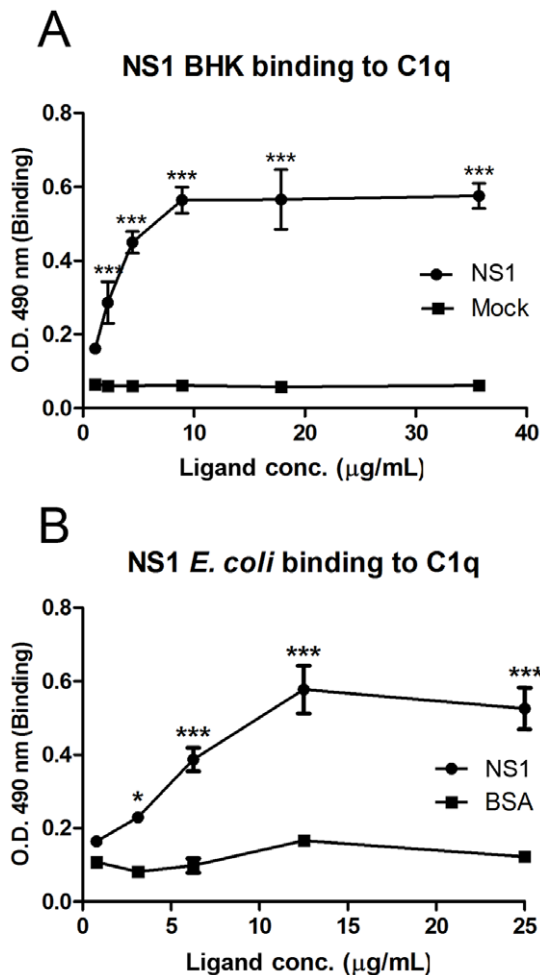 A
NS1 BHK binding to C1q
O.D. 490 nm (Binding)
0.8
0.6
0.4
0.2
0.0
***
***
***
***
***
NS1
Mock
0
10
20
30
40
Ligand conc. (μg/mL)
B
NS1 E. coli binding to C1q
O.D. 490 nm (Binding)
0.8
0.6
0.4
0.2
0.0
*
***
***
***
NS1
BSA
0
5
10
15
20
25
Ligand conc. (μg/mL)